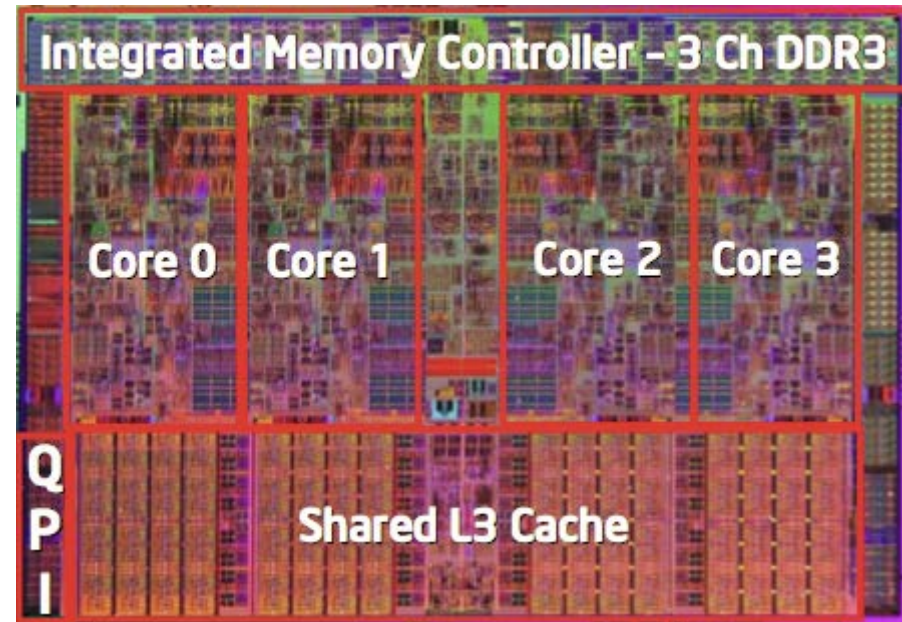 Integrated Memory Controller - 3 Ch DDR3
Core 0
Core 1
Core 2
Core 3
Q
P
I
Shared L3 Cache